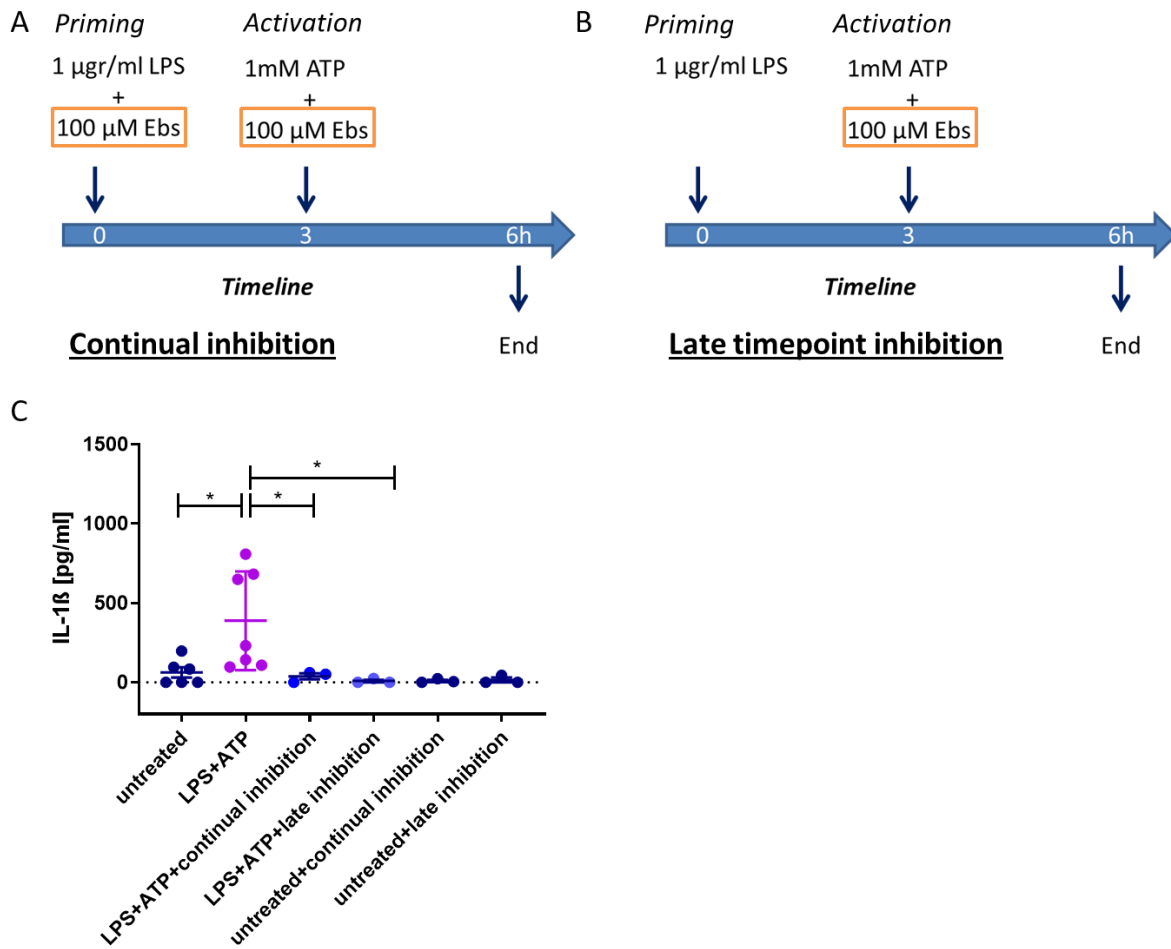 A
Priming
Activation
1 µgr/ml LPS
+
100 µM Ebs
1mM ATP
+
100 µM Ebs
0
3
6h
Timeline
Continual inhibition
End
B
Priming
Activation
1 µgr/ml LPS
1mM ATP
+
100 µM Ebs
0
3
6h
Timeline
Late timepoint inhibition
End
C
IL-1ß [pg/ml]
1500
1000
500
0
*
*
*
untreated
LPS+ATP
LPS+ATP+continual inhibition
LPS+ATP+late inhibition
untreated+continual inhibition
untreated+late inhibition